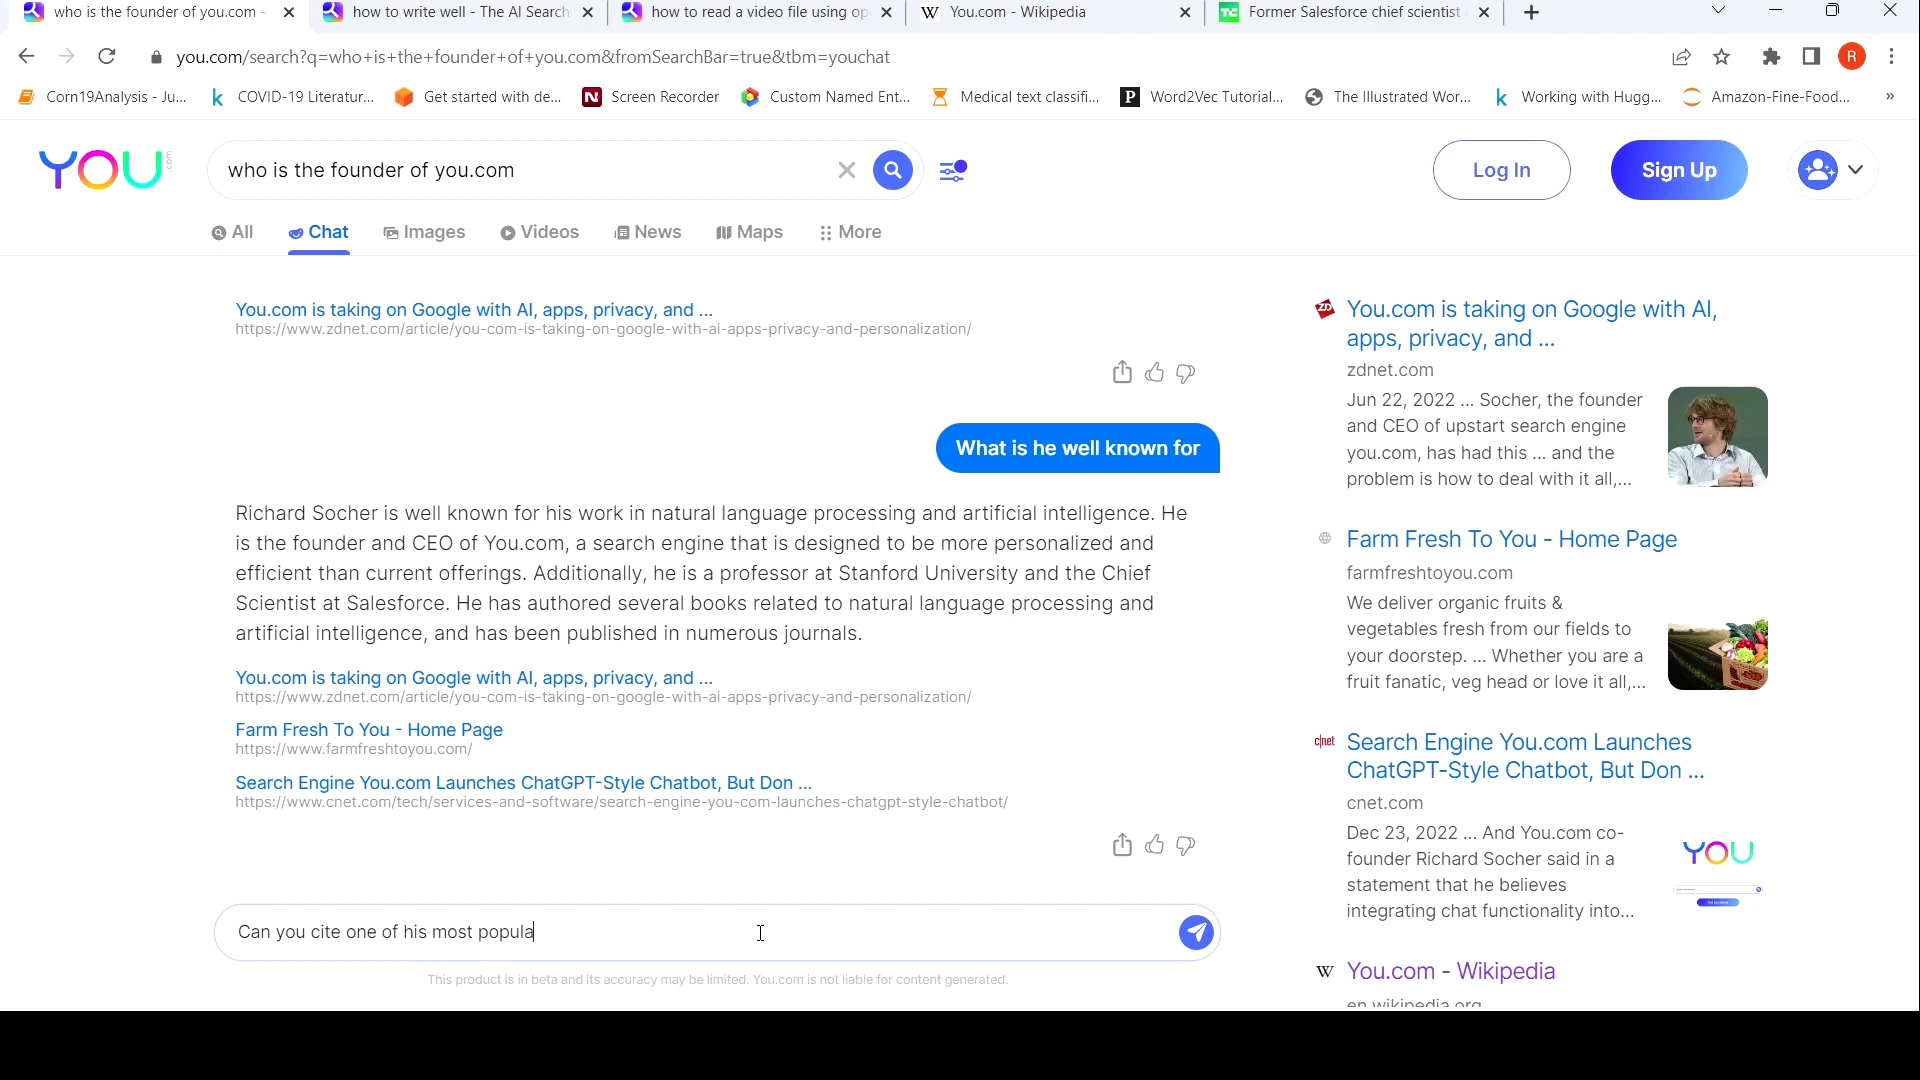 who is the founder of you.com -
how to write well - The AI Search
how to read a video file using op
You.com - Wikipedia
Former Salesforce chief scientist
you.com/search?q=who+is+the+founder+of+you.com&fromSearchBar=true&tbm=youchat
R
Corn19Analysis - Ju...
COVID-19 Literatur...
Get started with de...
Screen Recorder
Custom Named Ent...
Medical text classifi...
Word2Vec Tutorial...
The Illustrated Wor...
Working with Hugg...
Amazon-Fine-Food...
»
YOU.com
who is the founder of you.com
Log In
Sign Up
All
Chat
Images
Videos
News
Maps
More
You.com is taking on Google with AI, apps, privacy, and ...
https://www.zdnet.com/article/you-com-is-taking-on-google-with-ai-apps-privacy-and-personalization/
What is he well known for
Richard Socher is well known for his work in natural language processing and artificial intelligence. He
is the founder and CEO of You.com, a search engine that is designed to be more personalized and
efficient than current offerings. Additionally, he is a professor at Stanford University and the Chief
Scientist at Salesforce. He has authored several books related to natural language processing and
artificial intelligence, and has been published in numerous journals.
You.com is taking on Google with AI, apps, privacy, and ...
https://www.zdnet.com/article/you-com-is-taking-on-google-with-ai-apps-privacy-and-personalization/
Farm Fresh To You - Home Page
https://www.farmfreshtoyou.com/
Search Engine You.com Launches ChatGPT-Style Chatbot, But Don ...
https://www.cnet.com/tech/services-and-software/search-engine-you-com-launches-chatgpt-style-chatbot/
Can you cite one of his most popula
This product is in beta and its accuracy may be limited. You.com is not liable for content generated.
ZD
You.com is taking on Google with AI,
apps, privacy, and ...
zdnet.com
Jun 22, 2022 ... Socher, the founder
and CEO of upstart search engine
you.com, has had this ... and the
problem is how to deal with it all,...
Farm Fresh To You - Home Page
farmfreshtoyou.com
We deliver organic fruits &
vegetables fresh from our fields to
your doorstep. ... Whether you are a
fruit fanatic, veg head or love it all,...
c|net
Search Engine You.com Launches
ChatGPT-Style Chatbot, But Don ...
cnet.com
Dec 23, 2022 ... And You.com co-
founder Richard Socher said in a
statement that he believes
integrating chat functionality into...
YOU
W
You.com - Wikipedia
en.wikipedia.org